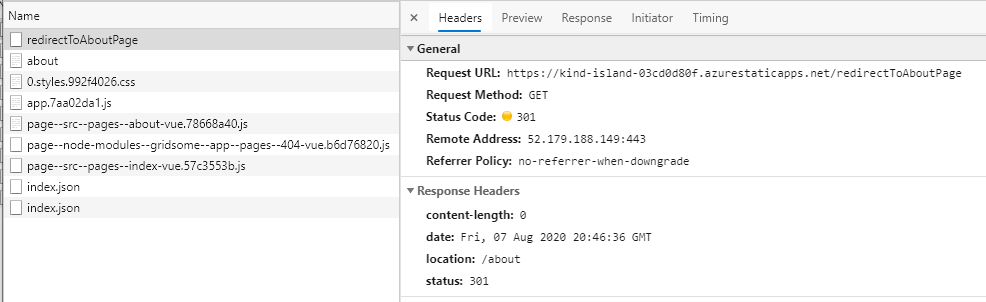 Name
redirectToAboutPage
about
0.styles.992f4026.css
app.7aa02da1.js
page--src--pages--about-vue.78668a40.js
page--node-modules--gridsome--app--pages--404-vue.b6d76820.js
page--src--pages--index-vue.57c3553b.js
index.json
index.json
× Headers Preview Response Initiator Timing
▼ General
Request URL: https://kind-island-03cd0d80f.azurestaticapps.net/redirectToAboutPage
Request Method: GET
Status Code: 301
Remote Address: 52.179.188.149:443
Referrer Policy: no-referrer-when-downgrade
▼ Response Headers
content-length: 0
date: Fri, 07 Aug 2020 20:46:36 GMT
location: /about
status: 301